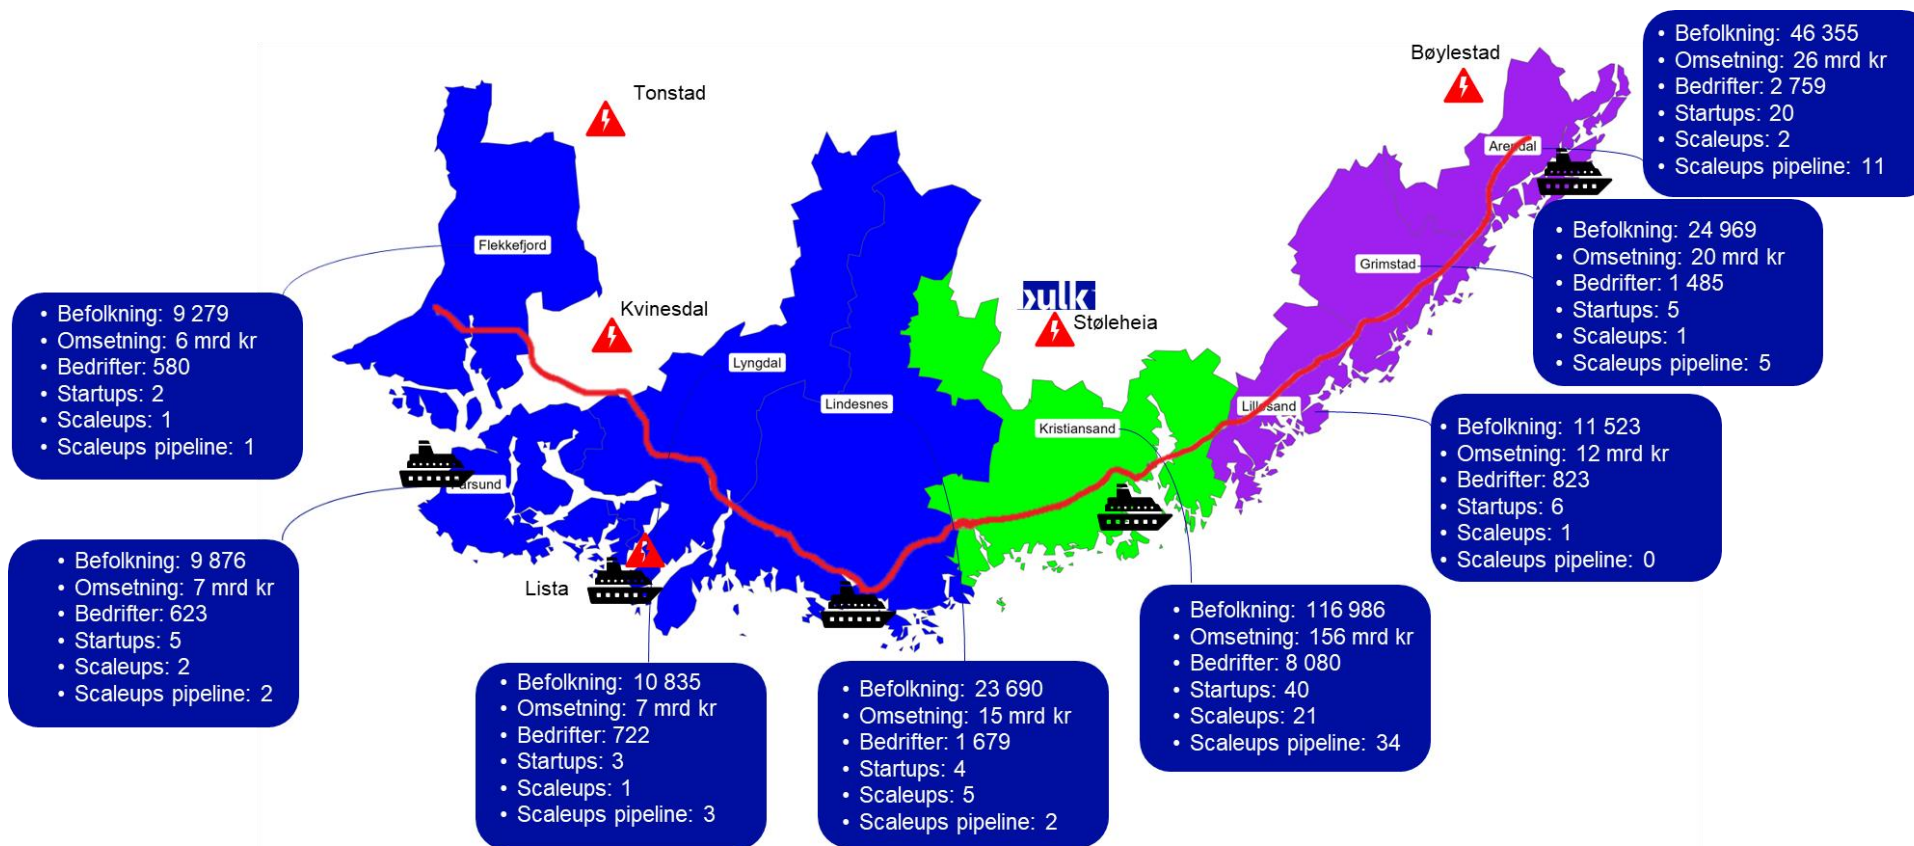 Tonstad
Bøylestad
• Befolkning: 46 355
• Omsetning: 26 mrd kr
• Bedrifter: 2 759
• Startups: 20
• Scaleups: 2
• Scaleups pipeline: 11
Arendal
Flekkefjord
Grimstad
• Befolkning: 24 969
• Omsetning: 20 mrd kr
• Bedrifter: 1 485
• Startups: 5
• Scaleups: 1
• Scaleups pipeline: 5
• Befolkning: 9 279
• Omsetning: 6 mrd kr
• Bedrifter: 580
• Startups: 2
• Scaleups: 1
• Scaleups pipeline: 1
Kvinesdal
bulk
Støleheia
Lyngdal
Lindesnes
Kristiansand
Lillesand
• Befolkning: 11 523
• Omsetning: 12 mrd kr
• Bedrifter: 823
• Startups: 6
• Scaleups: 1
• Scaleups pipeline: 0
Farsund
• Befolkning: 9 876
• Omsetning: 7 mrd kr
• Bedrifter: 623
• Startups: 5
• Scaleups: 2
• Scaleups pipeline: 2
Lista
• Befolkning: 10 835
• Omsetning: 7 mrd kr
• Bedrifter: 722
• Startups: 3
• Scaleups: 1
• Scaleups pipeline: 3
• Befolkning: 23 690
• Omsetning: 15 mrd kr
• Bedrifter: 1 679
• Startups: 4
• Scaleups: 5
• Scaleups pipeline: 2
• Befolkning: 116 986
• Omsetning: 156 mrd kr
• Bedrifter: 8 080
• Startups: 40
• Scaleups: 21
• Scaleups pipeline: 34